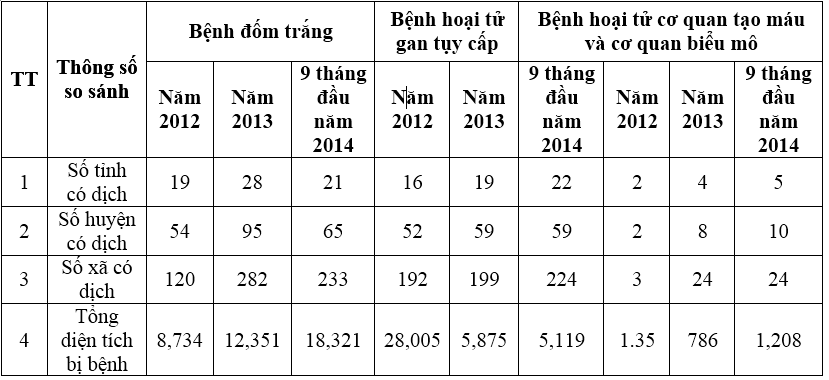 TT
Thông số
so sánh
Bệnh đốm trắng
Bệnh hoại tử
gan tụy cấp
Bệnh hoại tử cơ quan tạo máu
và cơ quan biểu mô
Năm
2012
Năm
2013
9 tháng
đầu
năm
2014
Năm
2012
Năm
2013
9 tháng
đầu
năm
2014
Năm
2012
Năm
2013
9 tháng
đầu
năm
2014
1
Số tỉnh
có dịch
19 28 21 16 19 22 2 4 5
2
Số huyện
có dịch
54 95 65 52 59 59 2 8 10
3
Số xã có
dịch
120 282 233 192 199 224 3 24 24
4
Tổng
diện tích
bị bệnh
8,734 12,351 18,321 28,005 5,875 5,119 1.35 786 1,208